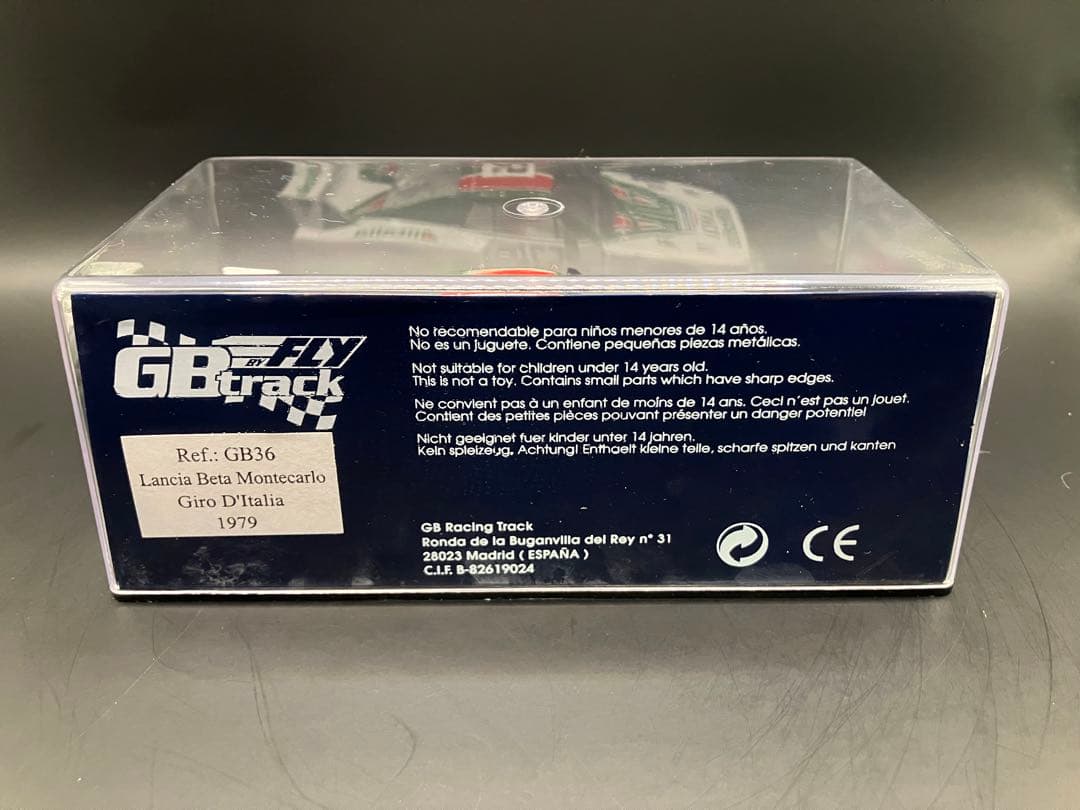 GB BY FLY
track
Ref.: GB36
Lancia Beta Montecarlo
Giro D'Italia
1979
No recomendable para niños menores de 14 años.
No es un juguete. Contiene pequeñas piezas metálicas.
Not suitable for children under 14 years old.
This is not a toy. Contains small parts which have sharp edges.
Ne convient pas à un enfant de moins de 14 ans. Ceci n'est pas un jouet.
Contient des petites pièces pouvant présenter un danger potentiel
Nicht geeignet fuer kinder unter 14 jahren.
Kein spielzeug. Achtung! Enthaelt kleine teile, scharfe spitzen und kanten
GB Racing Track
Ronda de la Buganvilla del Rey nº 31
28023 Madrid ( ESPAÑA )
C.I.F. B-82619024
CE